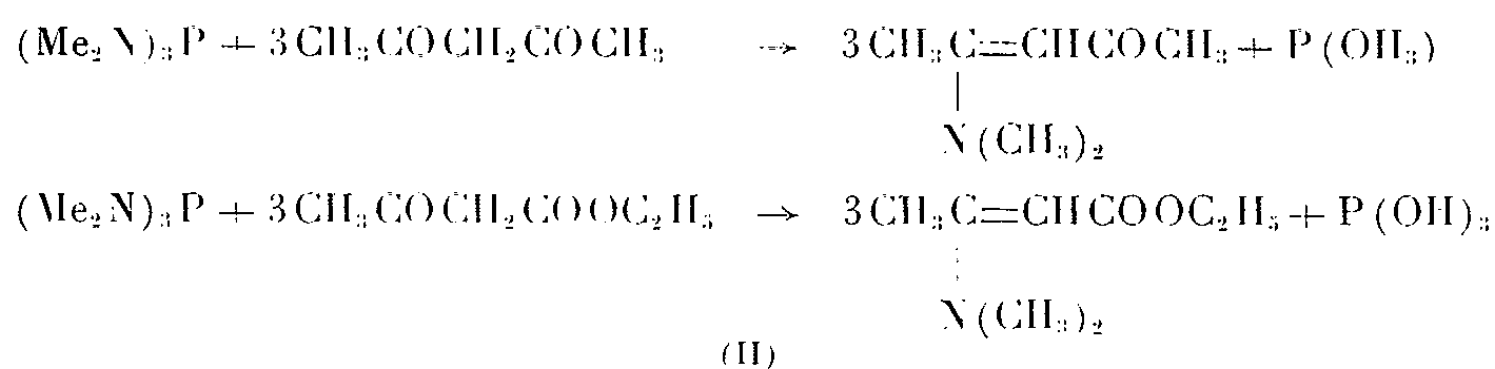 (Me₂N)₃P + 3CH₃COCH₂COCH₃ → 3CH₃C=CHCOCH₃ + P(OH₃)
N(CH₃)₂
(Me₂N)₃P + 3CH₃COCH₂COOC₂H₅ → 3CH₃C=CHCOOC₂H₅ + P(OH)₃
N(CH₃)₂
(II)